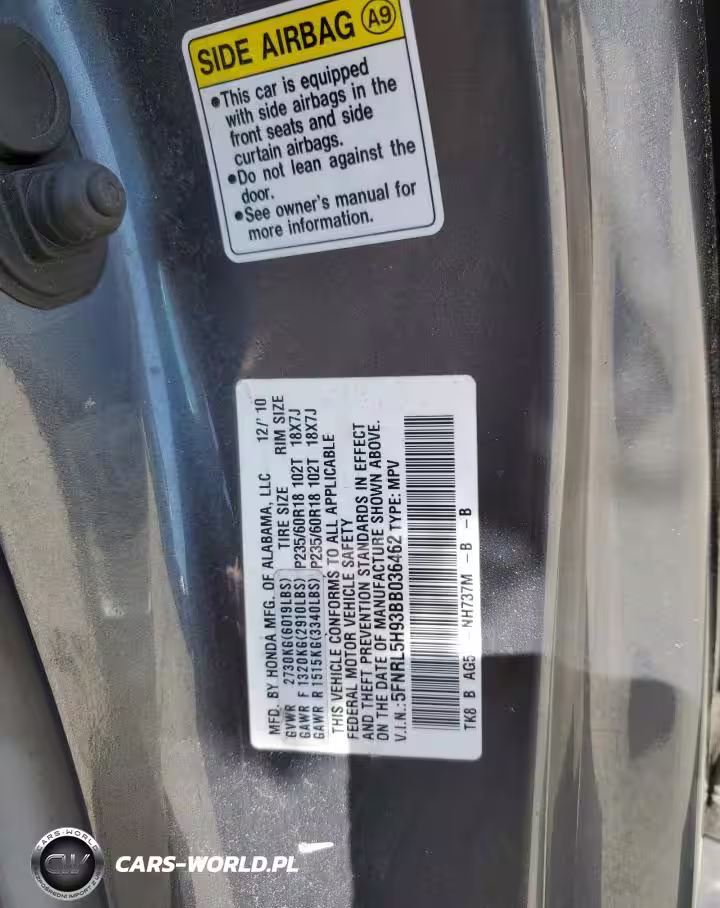 SIDE AIRBAG A9
•This car is equipped
with side airbags in the
front seats and side
curtain airbags.
•Do not lean against the
door.
•See owner's manual for
more information.
MFD. BY HONDA MFG. OF ALABAMA, LLC 12/'10
GVWR 2730KG(6019LBS) TIRE SIZE RIM SIZE
GAWR F 1320KG(2910LBS) P235/60R18 102T 18X7J
GAWR R 1515KG(3340LBS) P235/60R18 102T 18X7J
THIS VEHICLE CONFORMS TO ALL APPLICABLE
FEDERAL MOTOR VEHICLE SAFETY
AND THEFT PREVENTION STANDARDS IN EFFECT
ON THE DATE OF MANUFACTURE SHOWN ABOVE.
V.I.N.: 5FNRL5H93BB036462 TYPE: MPV
TK8 B AG5 -NH737M -B -B
CARS-WORLD
CW
CARS-WORLD.PL